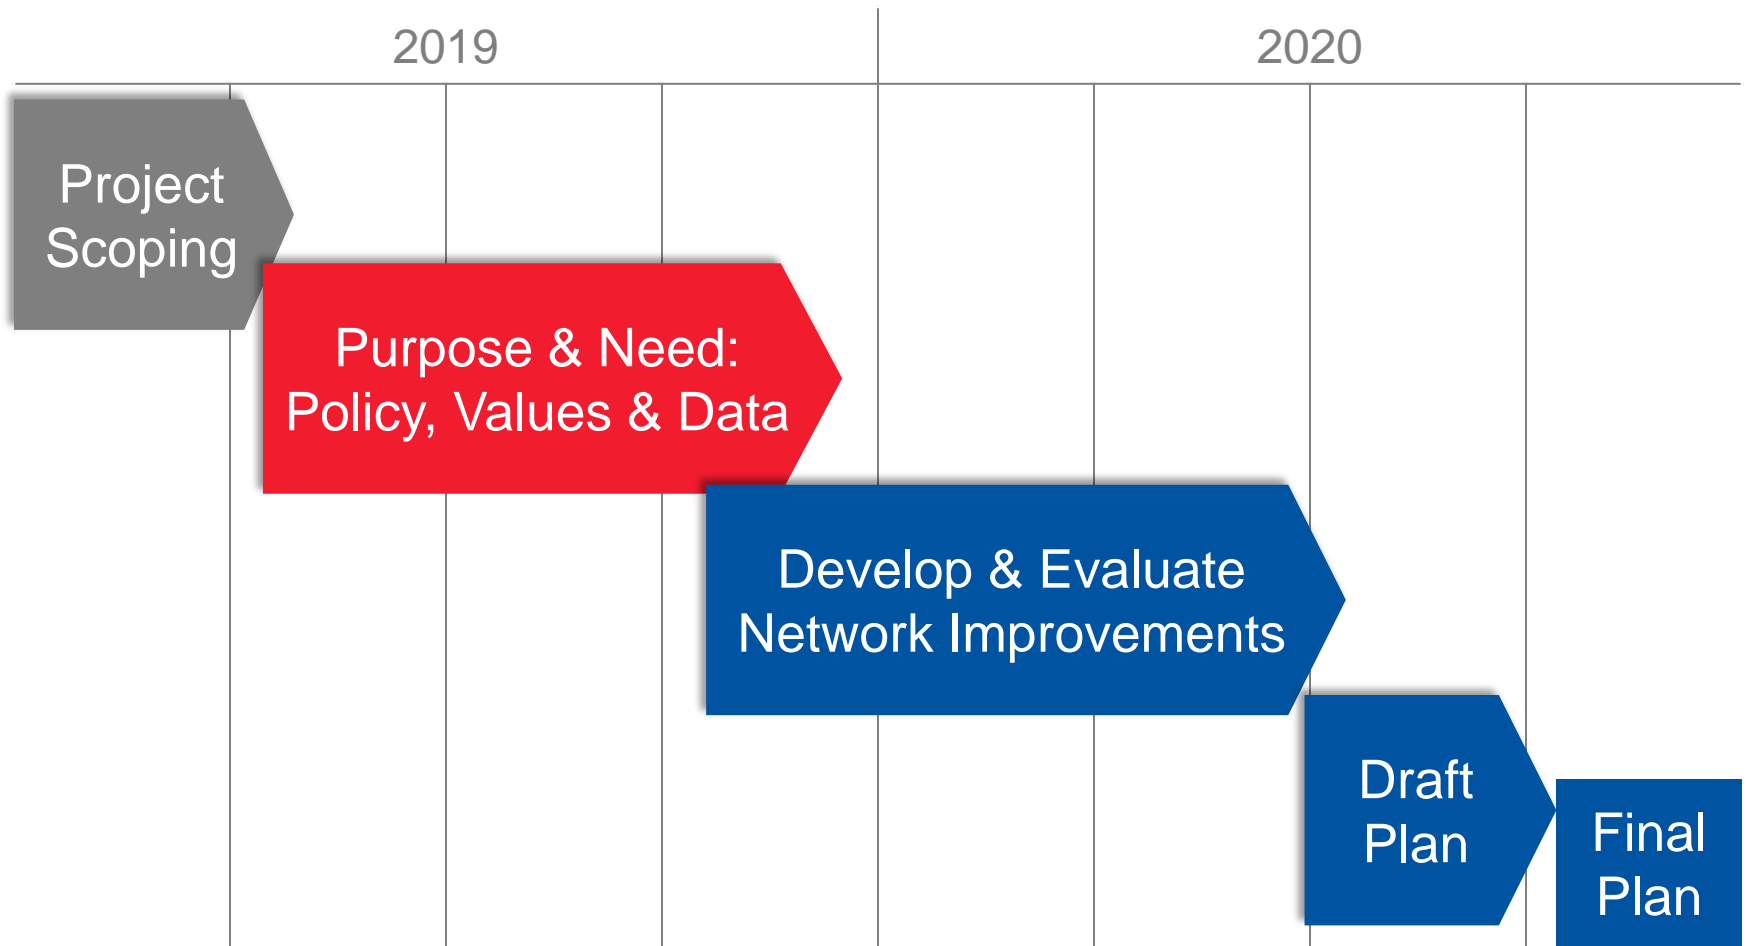 2019
2020
Project
Scoping
Purpose & Need:
Policy, Values & Data
Develop & Evaluate
Network Improvements
Draft
Plan
Final
Plan